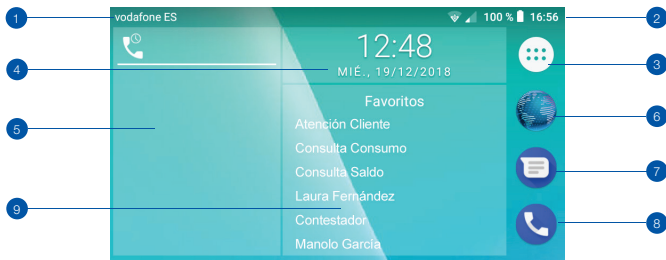 1
vodafone ES
100 %
16:56
2
12:48
MIÉ., 19/12/2018
3
4
5
Favoritos
Atención Cliente
Consulta Consumo
Consulta Saldo
Laura Fernández
Contestador
Manolo García
6
7
8
9